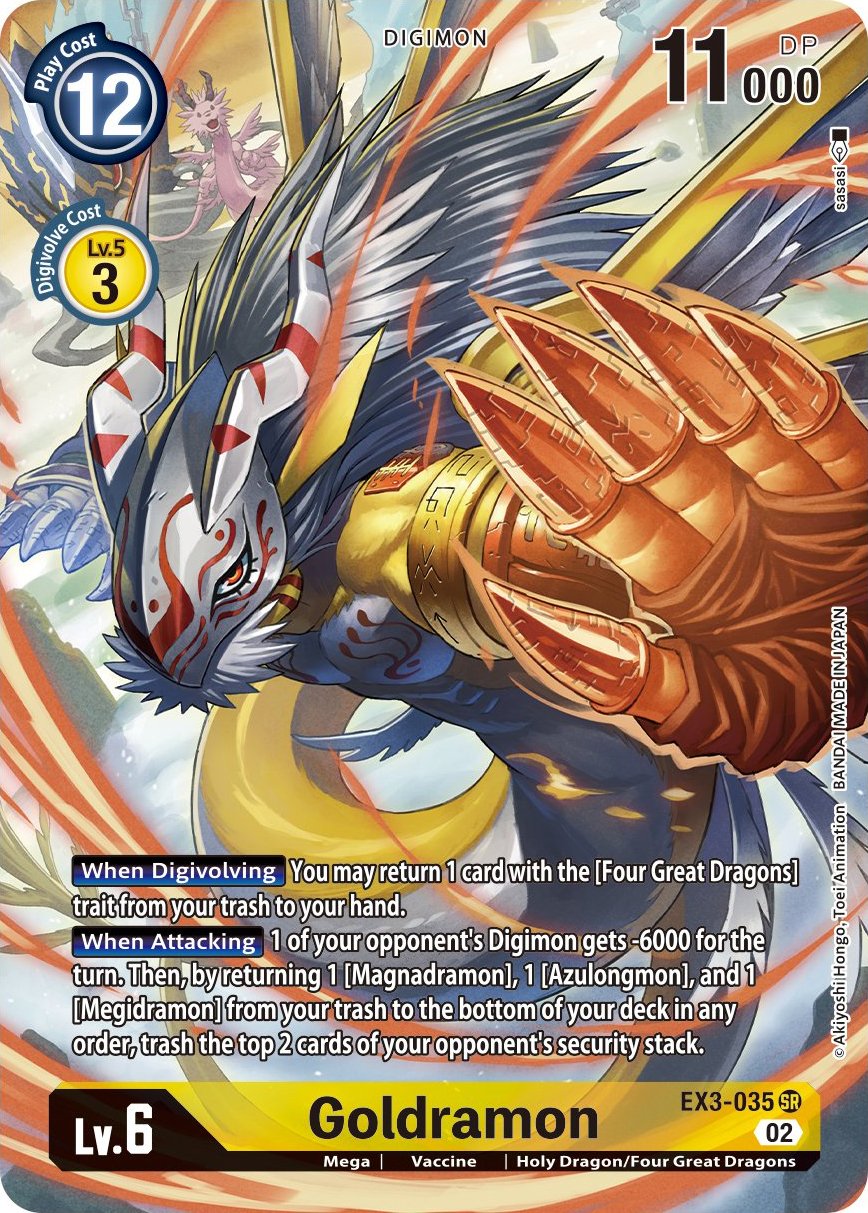 DIGIMON
Play Cost
12
11000
DP
Digivolve Cost
Lv.5
3
sasasi
© Akiyoshi Hongo, Toei Animation BANDAI MADE IN JAPAN
When Digivolving You may return 1 card with the [Four Great Dragons]
trait from your trash to your hand.
When Attacking 1 of your opponent's Digimon gets -6000 for the
turn. Then, by returning 1 [Magnadramon], 1 [Azulongmon], and 1
[Megidramon] from your trash to the bottom of your deck in any
order, trash the top 2 cards of your opponent's security stack.
Lv.6
Goldramon
EX3-035 SR
02
Mega | Vaccine | Holy Dragon/Four Great Dragons